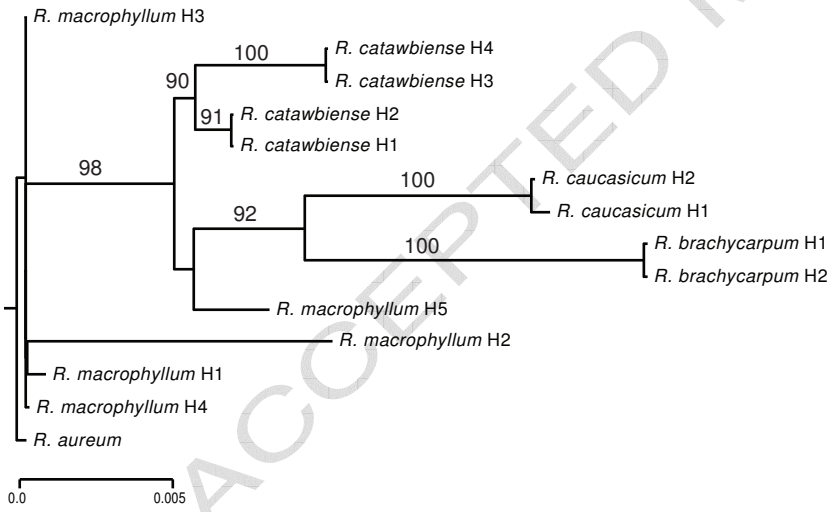 R. macrophyllum H3
R. catawbiense H4
100
R. catawbiense H3
90
R. catawbiense H2
91
R. catawbiense H1
98
R. caucasicum H2
100
R. caucasicum H1
92
R. brachycarpum H1
100
R. brachycarpum H2
R. macrophyllum H5
R. macrophyllum H2
R. macrophyllum H1
R. macrophyllum H4
R. aureum
0.0
0.005
ACCEPTED M